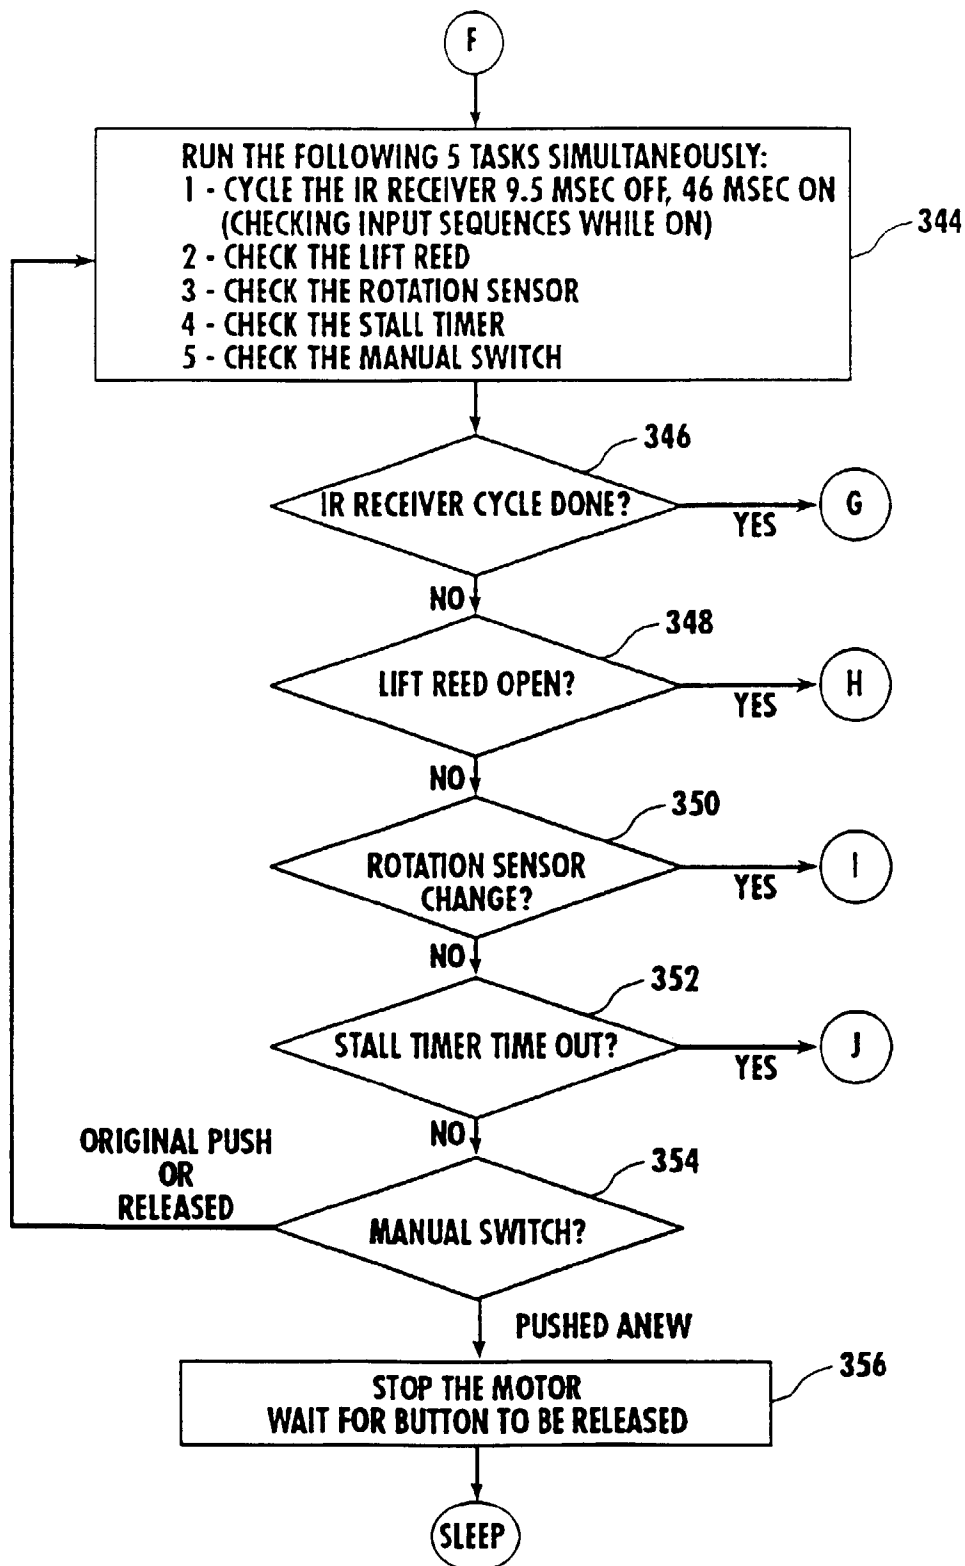 F
RUN THE FOLLOWING 5 TASKS SIMULTANEOUSLY:
1 - CYCLE THE IR RECEIVER 9.5 MSEC OFF, 46 MSEC ON
(CHECKING INPUT SEQUENCES WHILE ON)
2 - CHECK THE LIFT REED
3 - CHECK THE ROTATION SENSOR
4 - CHECK THE STALL TIMER
5 - CHECK THE MANUAL SWITCH
344
346
IR RECEIVER CYCLE DONE?
YES
G
NO
348
LIFT REED OPEN?
YES
H
NO
350
ROTATION SENSOR
CHANGE?
YES
I
NO
352
STALL TIMER TIME OUT?
YES
J
NO
ORIGINAL PUSH
OR
RELEASED
354
MANUAL SWITCH?
PUSHED ANEW
356
STOP THE MOTOR
WAIT FOR BUTTON TO BE RELEASED
SLEEP